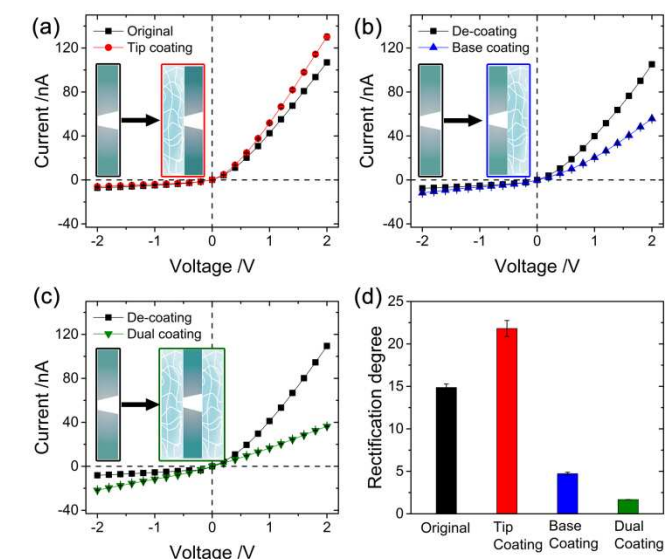 (a)
Original
Tip coating
120
80
40
0
-40
Current /nA
-2 -1 0 1 2
Voltage /V
(b)
De-coating
Base coating
120
80
40
0
-40
Current /nA
-2 -1 0 1 2
Voltage /V
(c)
De-coating
Dual coating
120
80
40
0
-40
Current /nA
-2 -1 0 1 2
Voltage /V
(d)
25
20
15
10
5
0
Rectification degree
Original Tip Coating Base Coating Dual Coating